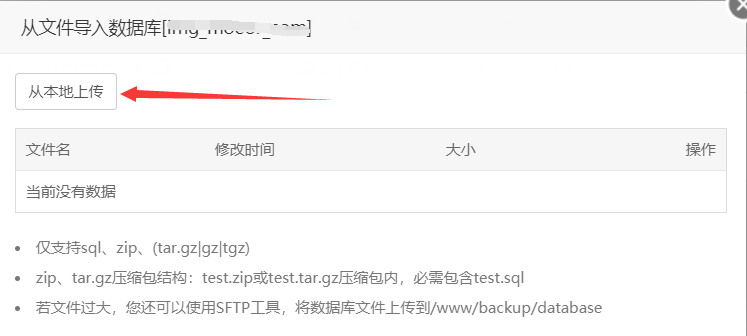 从文件导入数据库[
从本地上传
文件名 修改时间 大小 操作
当前没有数据
仅支持sql、zip、(tar.gz|gz|tgz)
zip、tar.gz压缩包结构：test.zip或test.tar.gz压缩包内，必需包含test.sql
若文件过大，您还可以使用SFTP工具，将数据库文件上传到/www/backup/database